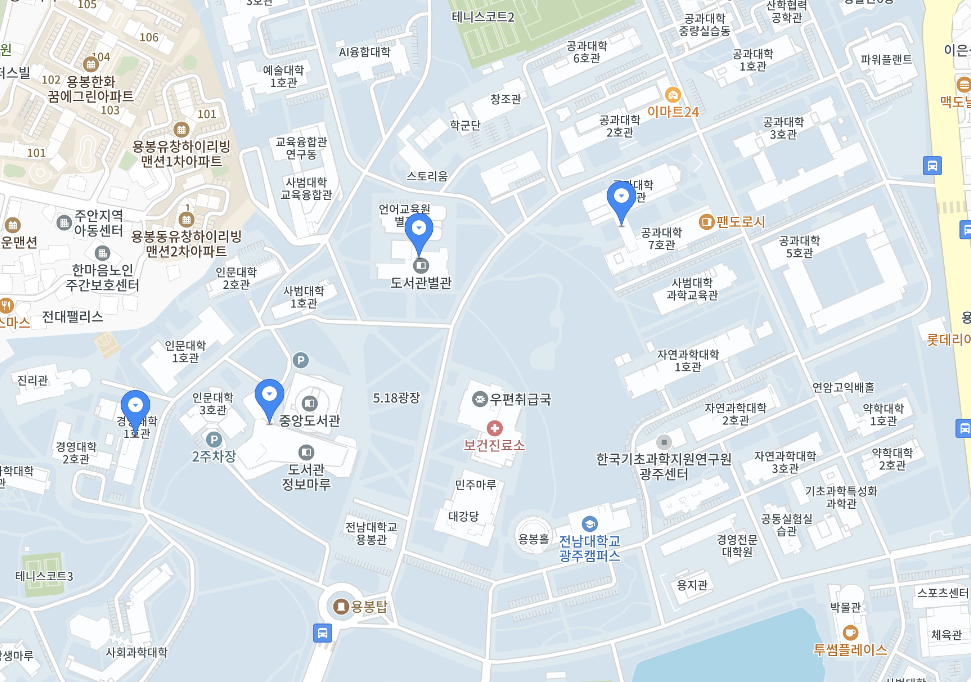 3호관
105
106
104
102
용봉한화
꿈에그린아파트
103
101
용봉유창하이리빙
맨션1차아파트
101
1
용봉동유창하이리빙
맨션2차아파트
주안지역
아동센터
한마음노인
주간보호센터
운맨션
스마스
전대팰리스
테니스코트2
AI융합대학
예술대학
1호관
교육융합관
연구동
사범대학
교육융합관
공과대학
6호관
창조관
학군단
스토리움
언어교육원
공과대학
중량실습동
산학협력
공학관
공과대학
1호관
파워플랜트
이마트24
공과대학
2호관
공과대학
3호관
공과대학
7호관
팬도로시
공과대학
5호관
도서관별관
인문대학
2호관
사범대학
1호관
사범대학
과학교육관
인문대학
1호관
자연과학대학
1호관
진리관
P
인문대학
3호관
중앙도서관
5.18광장
우편취급국
보건진료소
경영대학
1호관
경영대학
2호관
P
2주차장
도서관
정보마루
연암고익배홀
자연과학대학
2호관
약학대학
1호관
한국기초과학지원연구원
광주센터
자연과학대학
3호관
약학대학
2호관
기초과학특성화
과학관
민주마루
대강당
전남대학교
용봉관
용봉홀
전남대학교
광주캠퍼스
공동실험실
습관
경영전문
대학원
테니스코트3
용지관
용봉탑
박물관
스포츠센터
체육관
투썸플레이스
사회과학대학